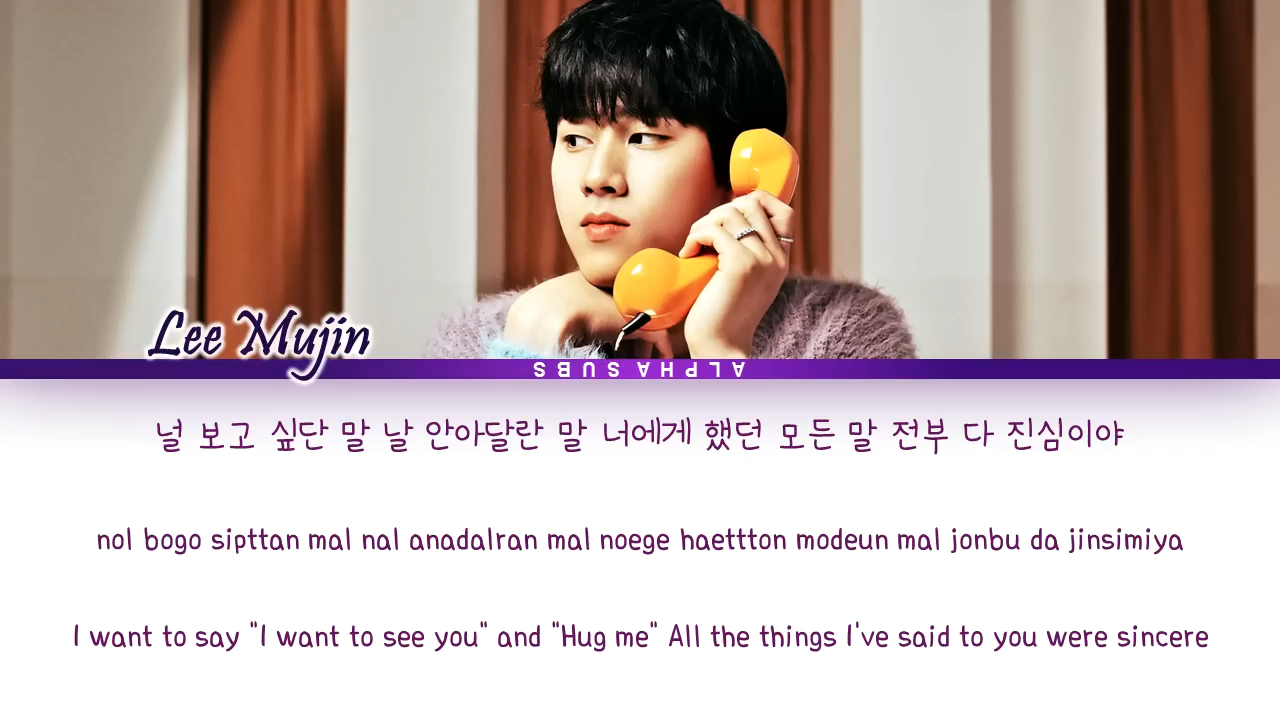 Lee Mujin
ALPHA SUBS
널 보고 싶단 말 날 안아달란 말 너에게 했던 모든 말 전부 다 진심이야
nol bogo sipttan mal nal anadalran mal noege haettton modeun mal jonbu da jinsimiya
I want to say "I want to see you" and "Hug me" All the things I've said to you were sincere